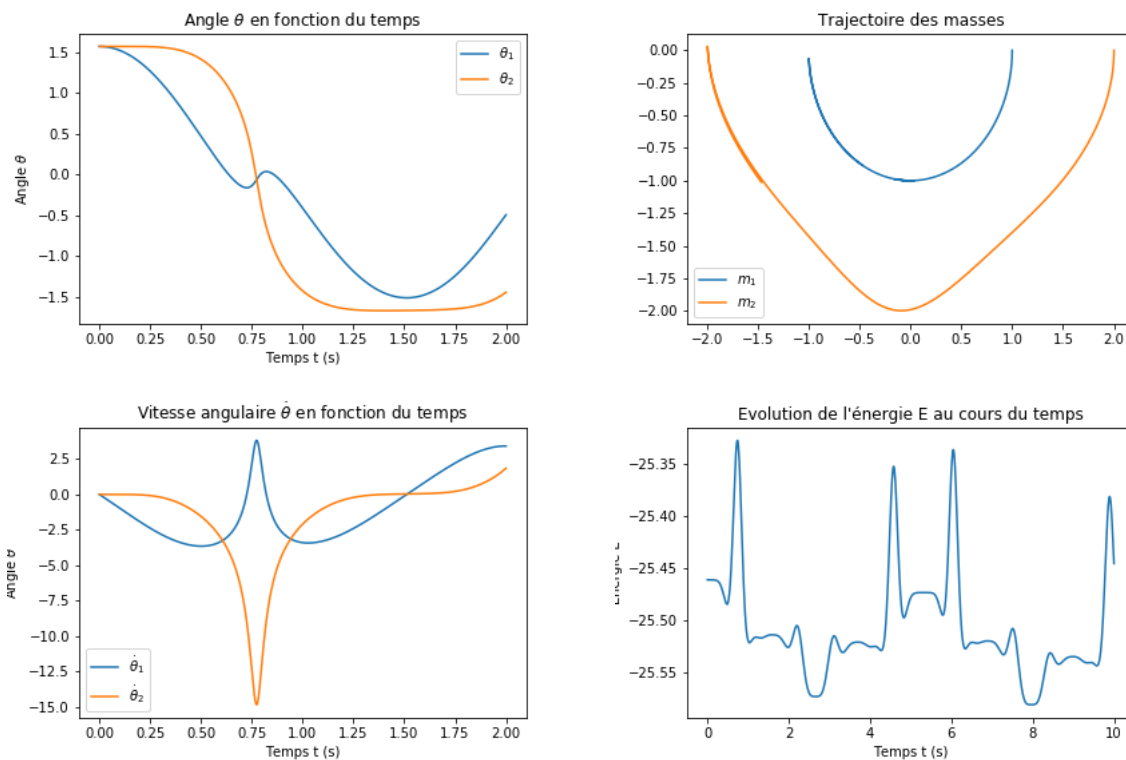 Angle θ en fonction du temps
Angle θ
1.5
1.0
0.5
0.0
−0.5
−1.0
−1.5
θ₁
θ₂
0.00 0.25 0.50 0.75 1.00 1.25 1.50 1.75 2.00
Temps t (s)
Trajectoire des masses
0.00
−0.25
−0.50
−0.75
−1.00
−1.25
−1.50
−1.75
−2.00
m₁
m₂
−2.0 −1.5 −1.0 −0.5 0.0 0.5 1.0 1.5 2.0
Vitesse angulaire θ̇ en fonction du temps
Angle
2.5
0.0
−2.5
−5.0
−7.5
−10.0
−12.5
−15.0
θ̇₁
θ̇₂
0.00 0.25 0.50 0.75 1.00 1.25 1.50 1.75 2.00
Temps t (s)
Evolution de l'énergie E au cours du temps
−25.35
−25.40
−25.45
−25.50
−25.55
0 2 4 6 8 10
Temps t (s)